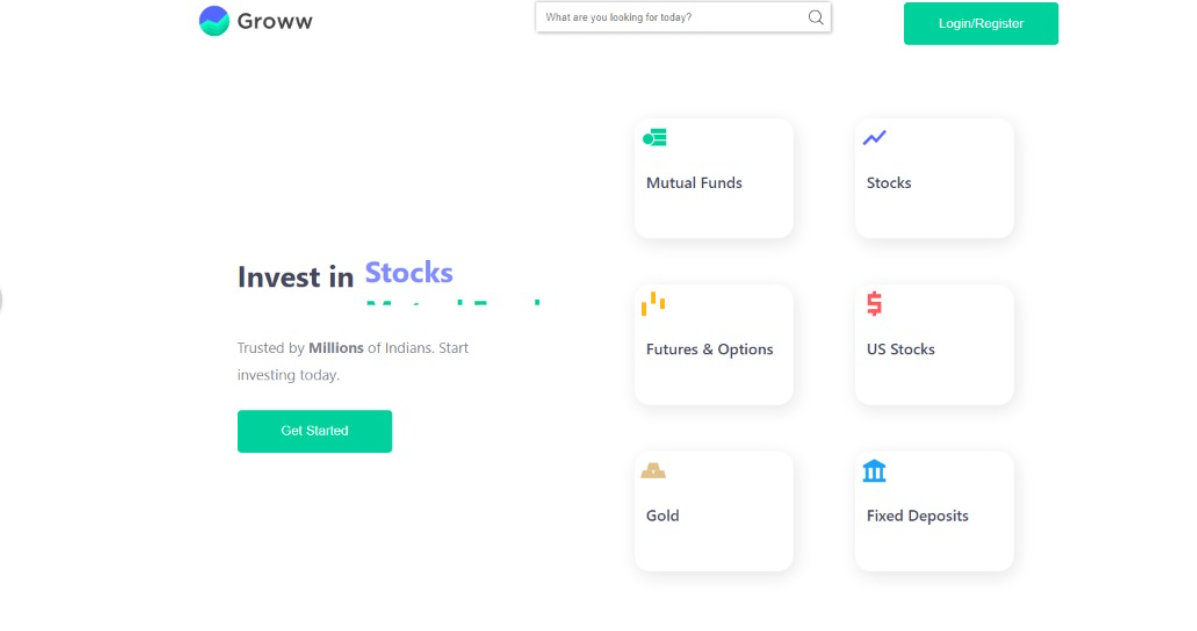 Groww
What are you looking for today?
Login/Register
Mutual Funds
Stocks
Invest in Stocks
Futures & Options
US Stocks
Trusted by Millions of Indians. Start
investing today.
Get Started
Gold
Fixed Deposits